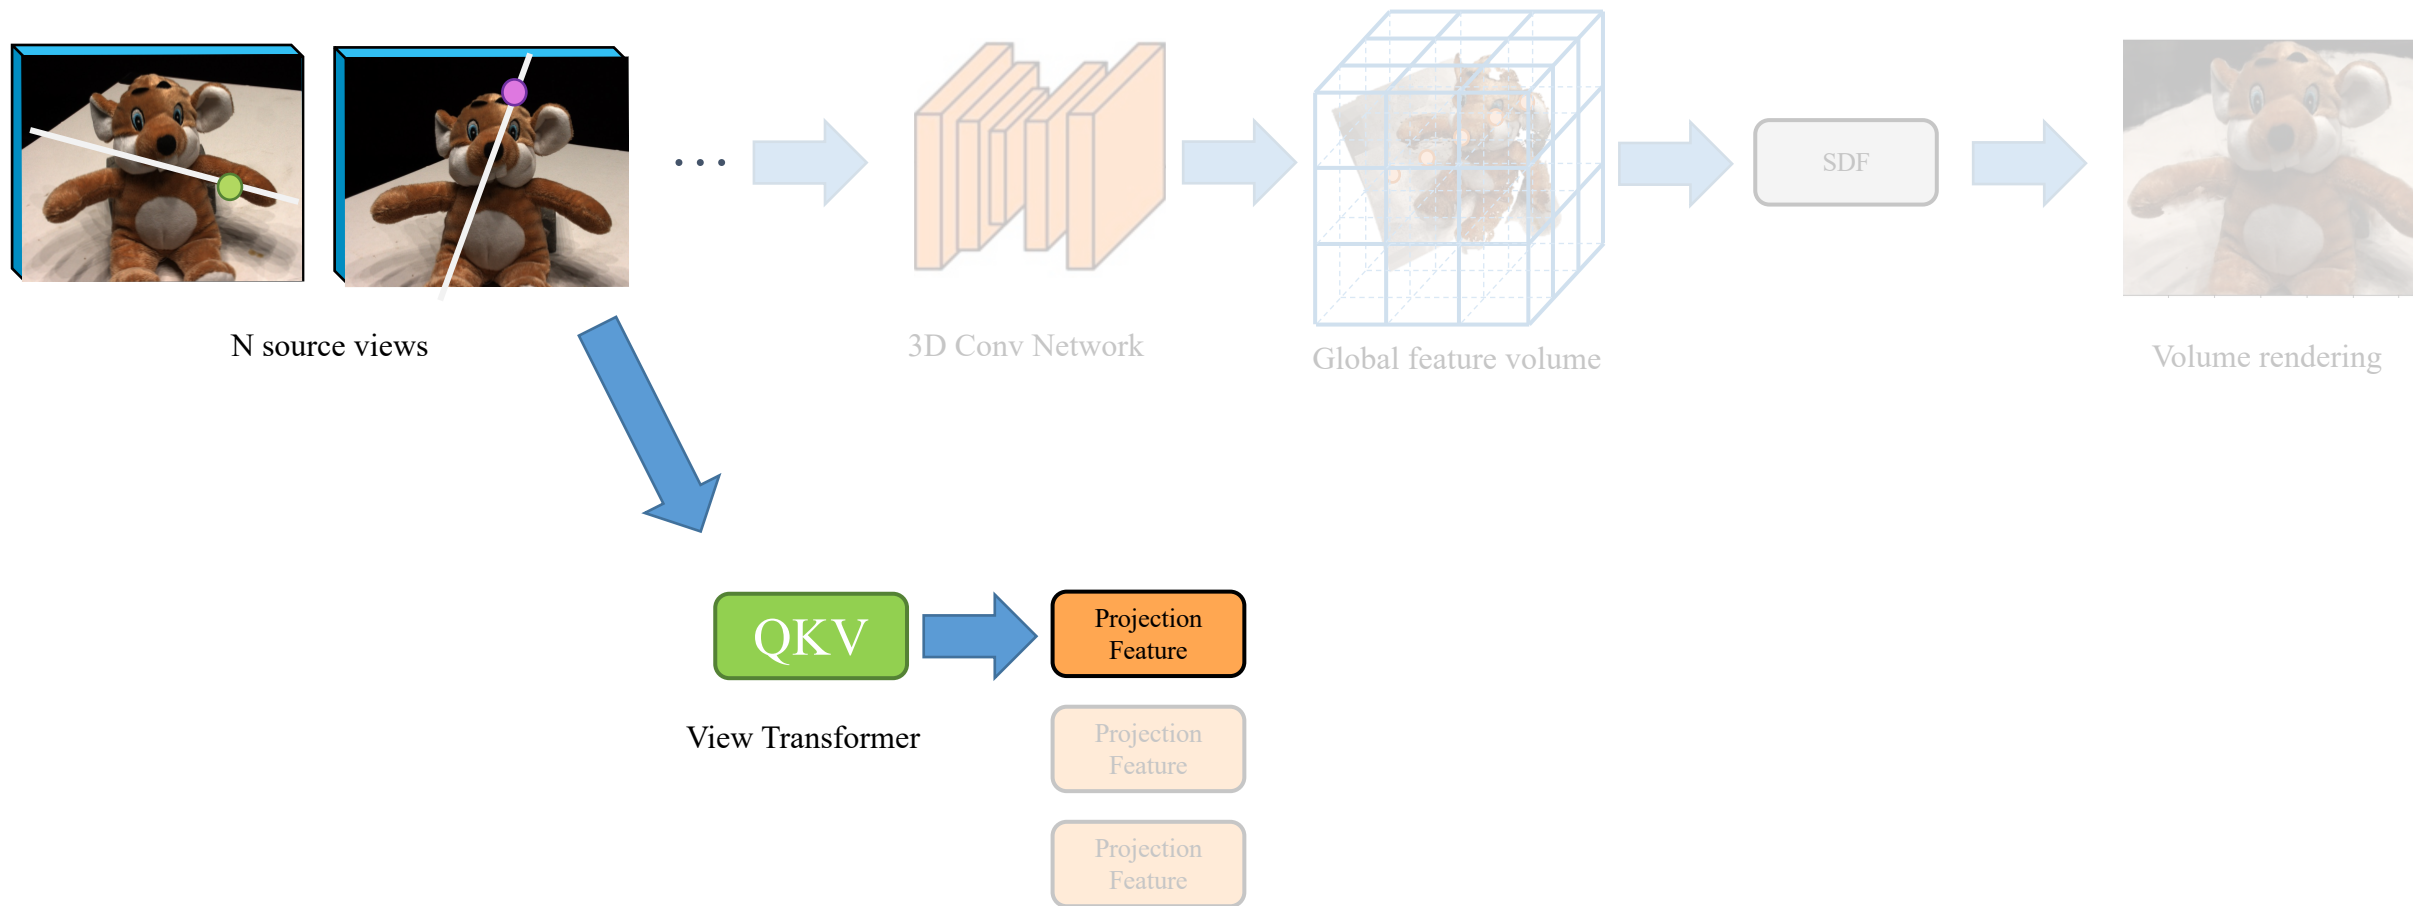 N source views
...
3D Conv Network
Global feature volume
SDF
Volume rendering
QKV
View Transformer
Projection
Feature
Projection
Feature
Projection
Feature